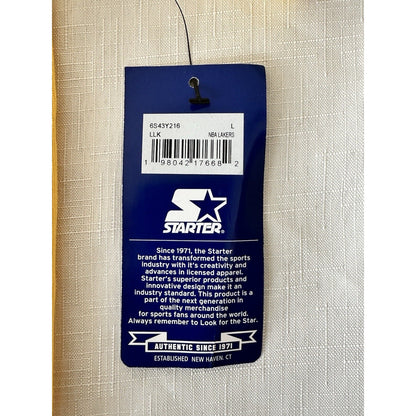 6S43Y216 L
LLK NBA LAKERS
1 98042 17668 2
STARTER®
Since 1971, the Starter
brand has transformed the sports
industry with it's creativity and
advances in licensed apparel.
Starter's superior products and
innovative design make it an
industry standard. This product is a
part of the next generation in
quality merchandise
for sports fans around the world.
Always remember to Look for the Star.
AUTHENTIC SINCE 1971
ESTABLISHED NEW HAVEN, CT